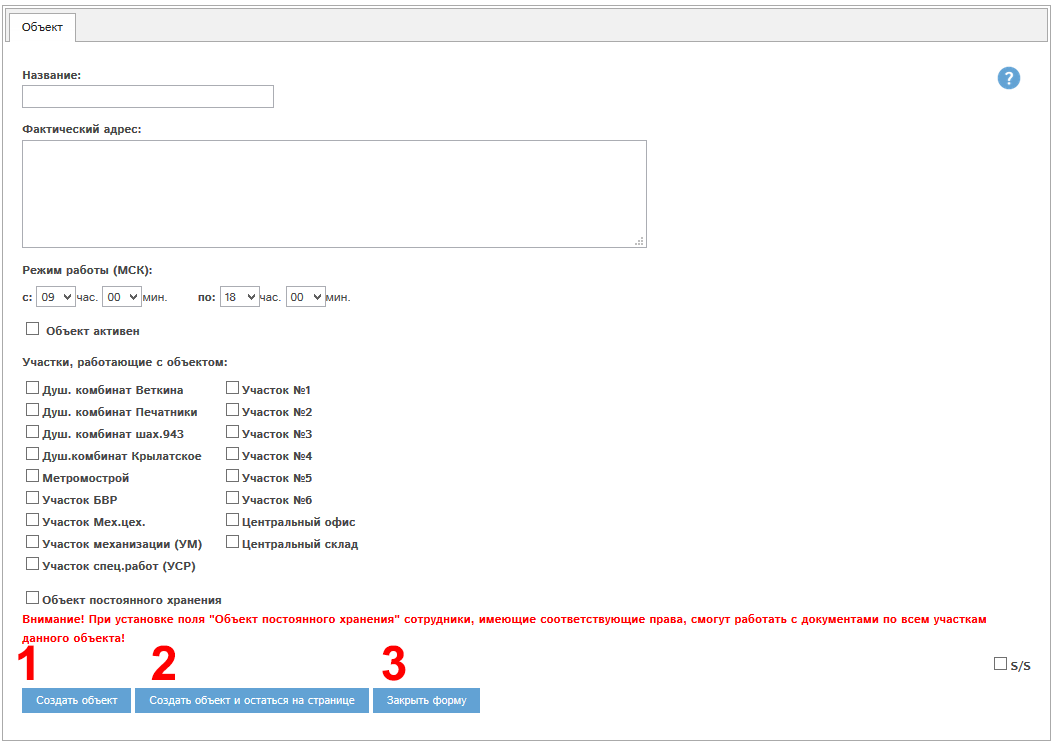 Объект
Название:
?
Фактический адрес:
Режим работы (МСК):
с: 09 час. 00 мин. по: 18 час. 00 мин.
Объект активен
Участки, работающие с объектом:
Душ. комбинат Веткина Участок №1
Душ. комбинат Печатники Участок №2
Душ. комбинат шах.943 Участок №3
Душ.комбинат Крылатское Участок №4
Метромострой Участок №5
Участок БВР Участок №6
Участок Мех.цех. Центральный офис
Участок механизации (УМ) Центральный склад
Участок спец.работ (УСР)
Объект постоянного хранения
Внимание! При установке поля "Объект постоянного хранения" сотрудники, имеющие соответствующие права, смогут работать с документами по всем участкам
данного объекта!
1 2 3
S/S
Создать объект Создать объект и остаться на странице Закрыть форму